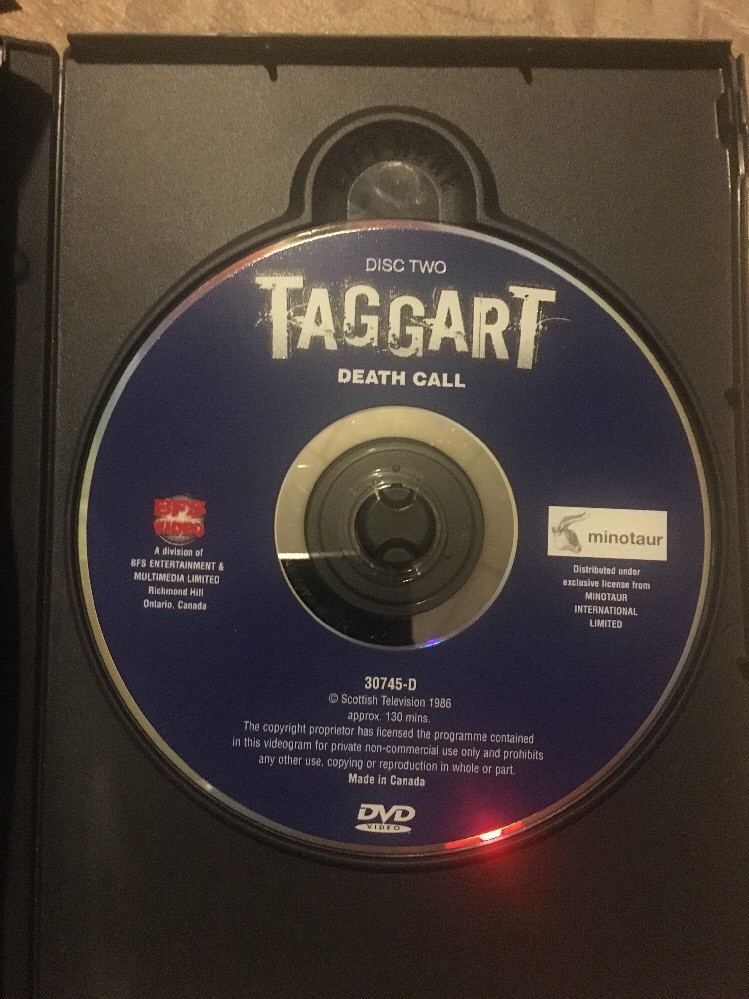 DISC TWO
TAGGART
DEATH CALL
BFS
VIDEO
A division of
BFS ENTERTAINMENT &
MULTIMEDIA LIMITED
Richmond Hill
Ontario, Canada
minotaur
Distributed under
exclusive license from
MINOTAUR
INTERNATIONAL
LIMITED
30745-D
© Scottish Television 1986
approx. 130 mins.
The copyright proprietor has licensed the programme contained
in this videogram for private non-commercial use only and prohibits
any other use, copying or reproduction in whole or part.
Made in Canada
DVD
VIDEO